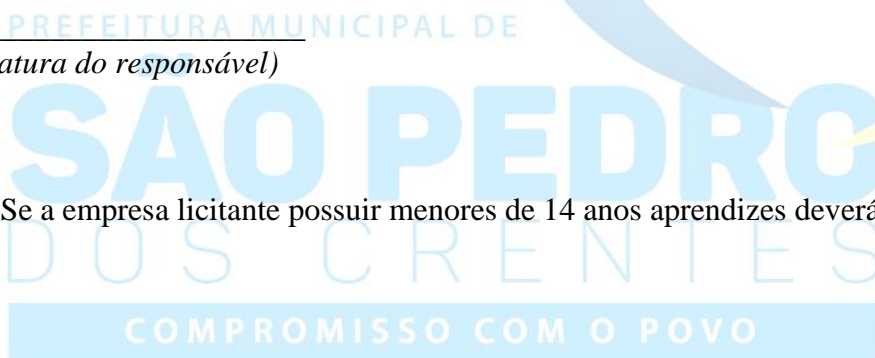 PREFEITURA MUNICIPAL DE
atura do responsável)
SÃO PEDRO
Se a empresa licitante possuir menores de 14 anos aprendizes deverá
DOS CRENTES
COMPROMISSO COM O POVO